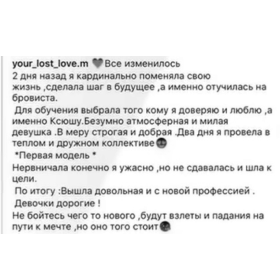 your_lost_love.m 🖤Все изменилось
2 дня назад я кардинально поменяла свою
жизнь ,сделала шаг в будущее ,а именно отучилась на
бровиста.
Для обучения выбрала того кому я доверяю и люблю ,а
именно Ксюшу.Безумно атмосферная и милая
девушка .В меру строгая и добрая .Два дня я провела в
теплом и дружном коллективе🌚
*Первая модель *
Нервничала конечно я ужасно ,но не сдавалась и шла к
цели.
По итогу :Вышла довольная и с новой профессией .
Девочки дорогие !
Не бойтесь чего то нового ,будут взлеты и падания на
пути к мечте ,но оно того стоит🌚